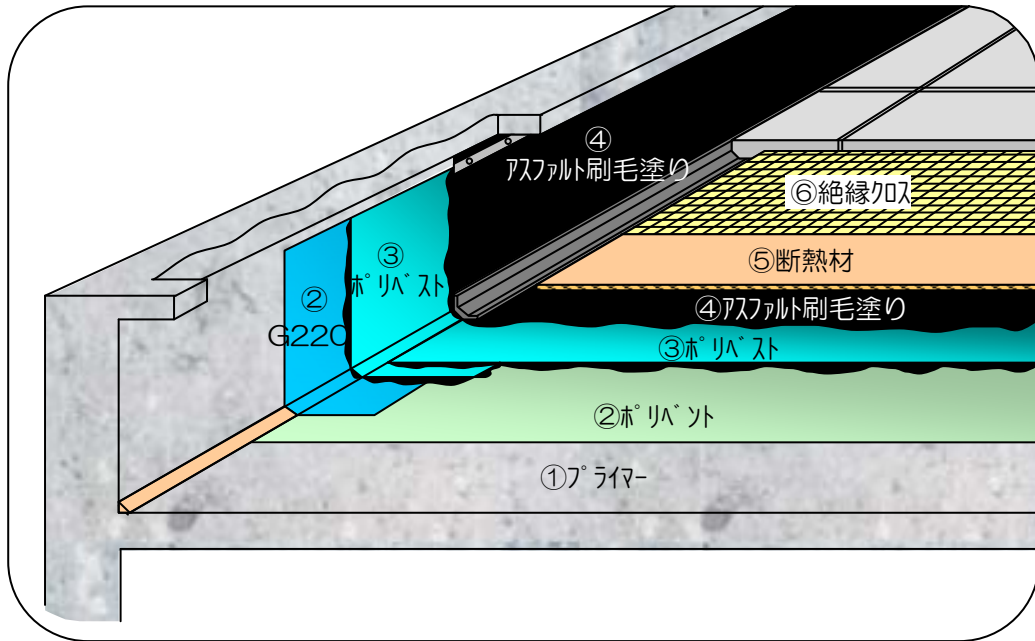 ④
アスファルト刷毛塗り
⑥絶縁クロス
③
ポリベスト
⑤断熱材
②
G220
④アスファルト刷毛塗り
③ポリベスト
②ポリベント
①プライマー